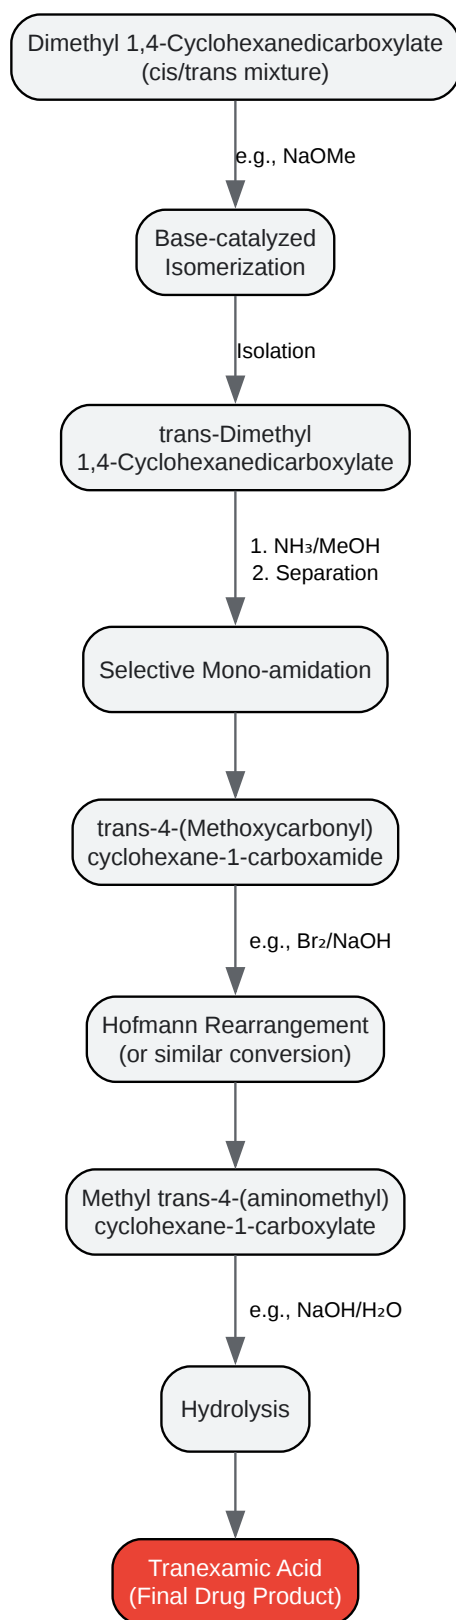 Dimethyl 1,4-Cyclohexanedicarboxylate
(cis/trans mixture)
e.g., NaOMe
Base-catalyzed
Isomerization
Isolation
trans-Dimethyl
1,4-Cyclohexanedicarboxylate
1. NH₃/MeOH
2. Separation
Selective Mono-amidation
trans-4-(Methoxycarbonyl)
cyclohexane-1-carboxamide
e.g., Br₂/NaOH
Hofmann Rearrangement
(or similar conversion)
Methyl trans-4-(aminomethyl)
cyclohexane-1-carboxylate
e.g., NaOH/H₂O
Hydrolysis
Tranexamic Acid
(Final Drug Product)